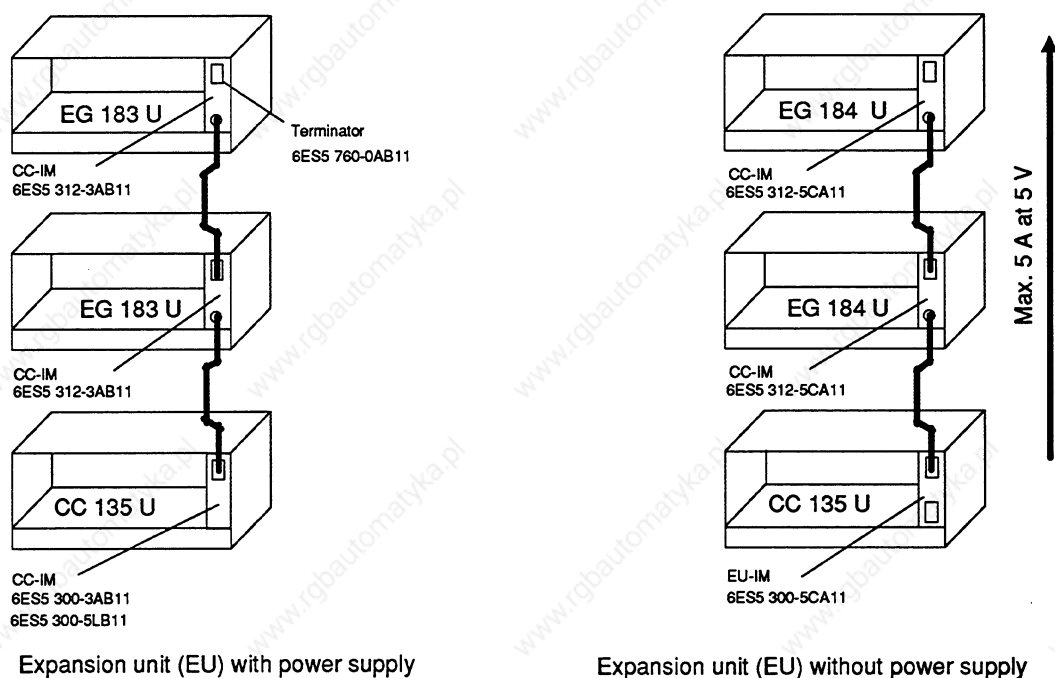 EG 183 U
Terminator
6ES5 760-0AB11
CC-IM
6ES5 312-3AB11
EG 183 U
CC-IM
6ES5 312-3AB11
CC 135 U
CC-IM
6ES5 300-3AB11
6ES5 300-5LB11
Expansion unit (EU) with power supply
EG 184 U
CC-IM
6ES5 312-5CA11
EG 184 U
CC-IM
6ES5 312-5CA11
CC 135 U
EU-IM
6ES5 300-5CA11
Max. 5 A at 5 V
Expansion unit (EU) without power supply
www.rgbautomatyka.pl